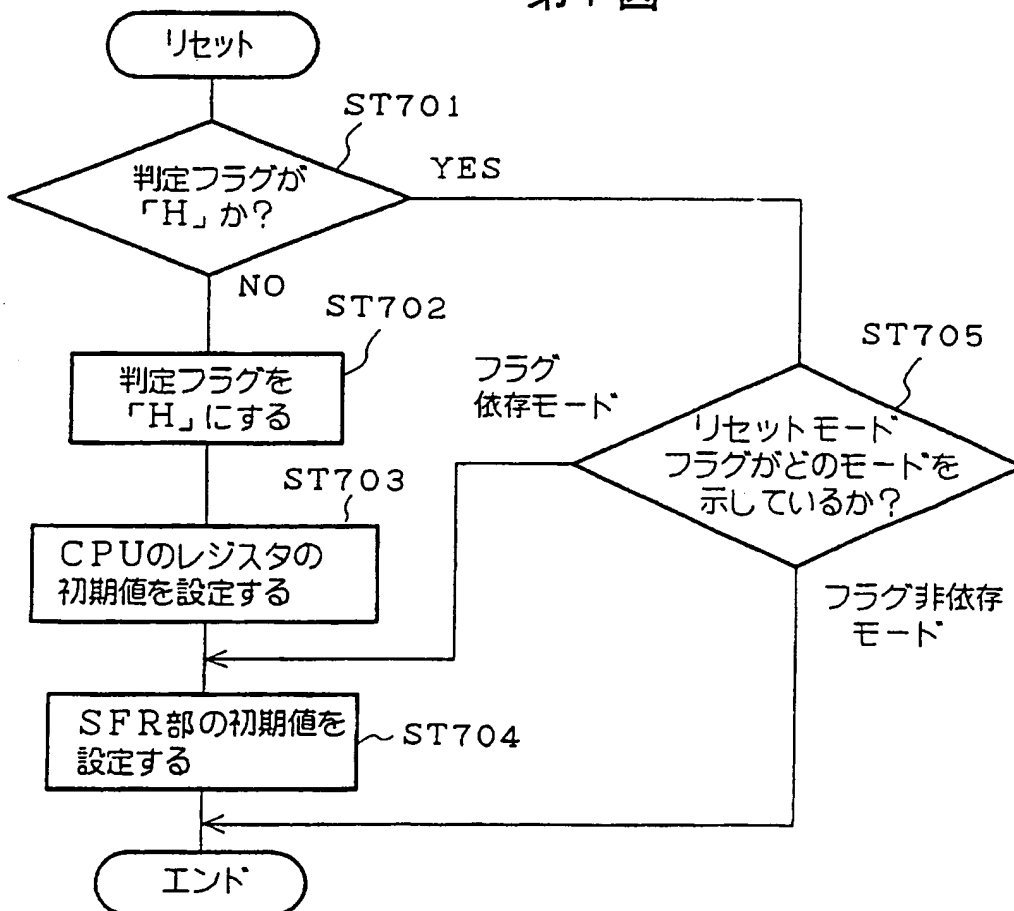 リセット
ST701
判定フラグが
「H」か?
YES
NO
ST702
判定フラグを
「H」にする
ST703
CPUのレジスタの
初期値を設定する
ST705
フラグ
依存モード
リセットモード
フラグがどのモードを
示しているか?
フラグ非依存
モード
SFR部の初期値を
設定する
ST704
エンド